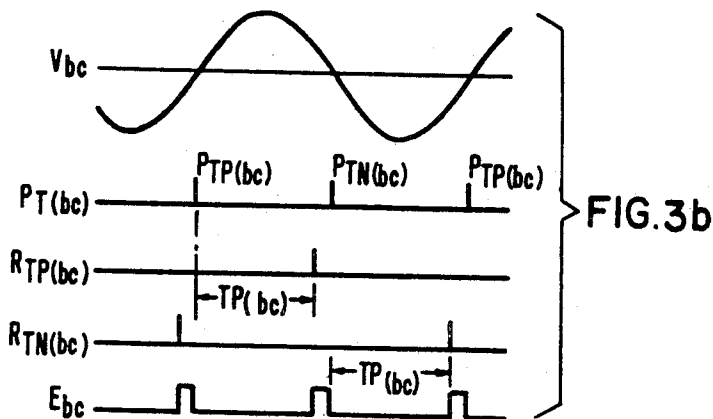 Vbc
PTP(bc) PTN(bc) PTP(bc)
PT(bc)
RTP(bc)
TP(bc)
RTN(bc)
TP(bc)
Ebc
FIG.3b